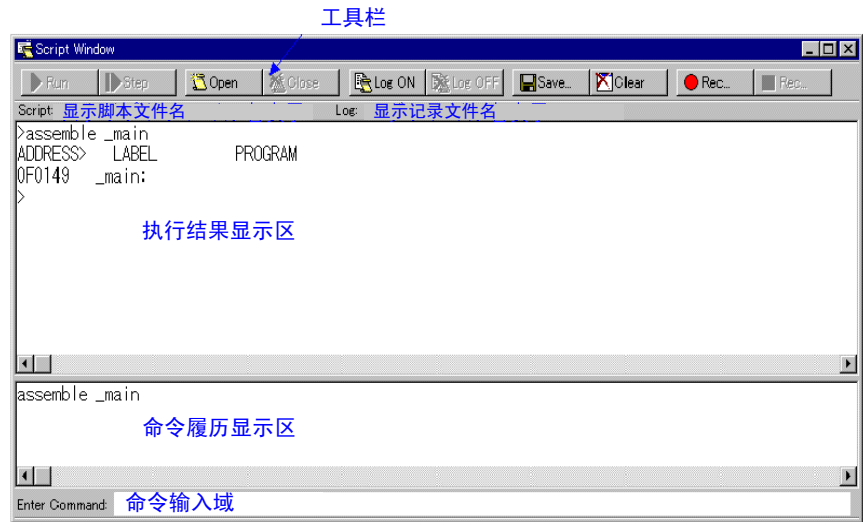 工具栏
Script Window
Run Step Open Close Log ON Log OFF Save... Clear Rec... Rec...
Script: 显示脚本文件名 Log: 显示记录文件名
>assemble _main
ADDRESS> LABEL PROGRAM
0F0149 _main:
>
执行结果显示区
assemble _main
命令履历显示区
Enter Command: 命令输入域